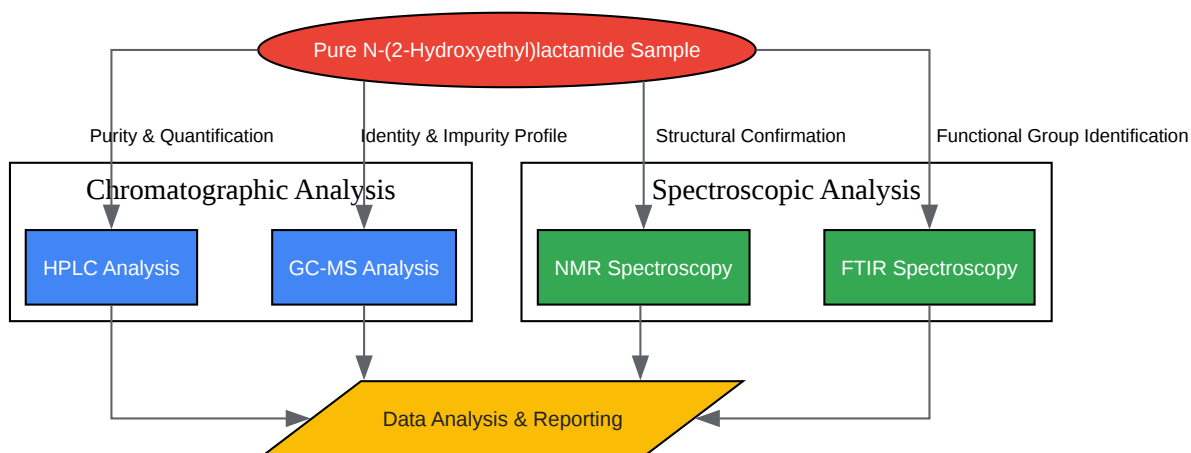 Pure N-(2-Hydroxyethyl)lactamide Sample
Purity & Quantification
Identity & Impurity Profile
Structural Confirmation
Functional Group Identification
Chromatographic Analysis
Spectroscopic Analysis
HPLC Analysis
GC-MS Analysis
NMR Spectroscopy
FTIR Spectroscopy
Data Analysis & Reporting